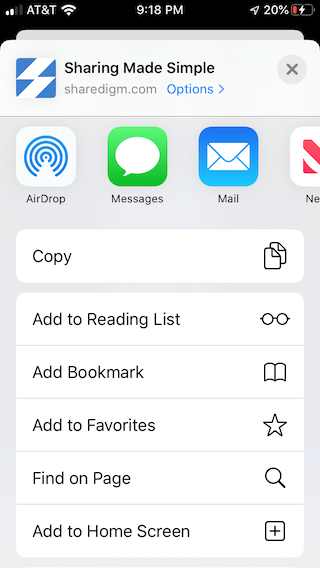 AT&T 9:18 PM 20%
Sharing Made Simple
sharedigm.com Options >
AirDrop Messages Mail Ne
Copy
Add to Reading List
Add Bookmark
Add to Favorites
Find on Page
Add to Home Screen